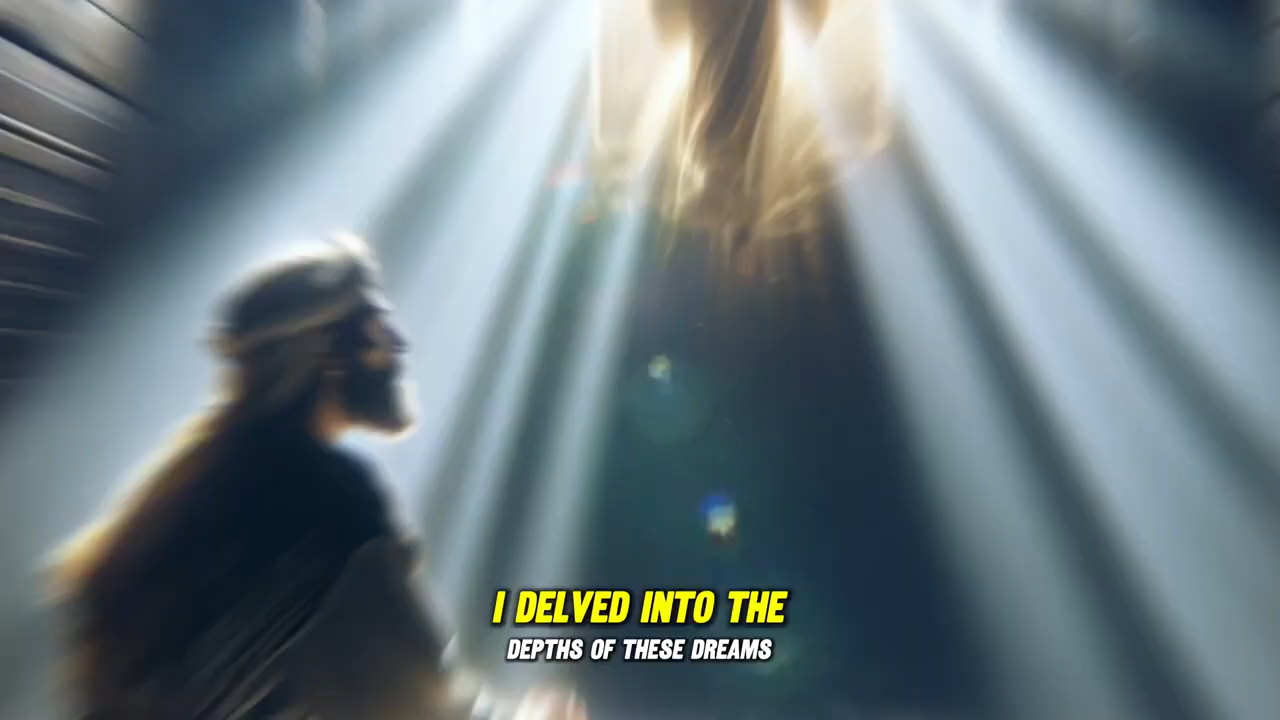 I DELVED INTO THE
DEPTHS OF THESE DREAMS